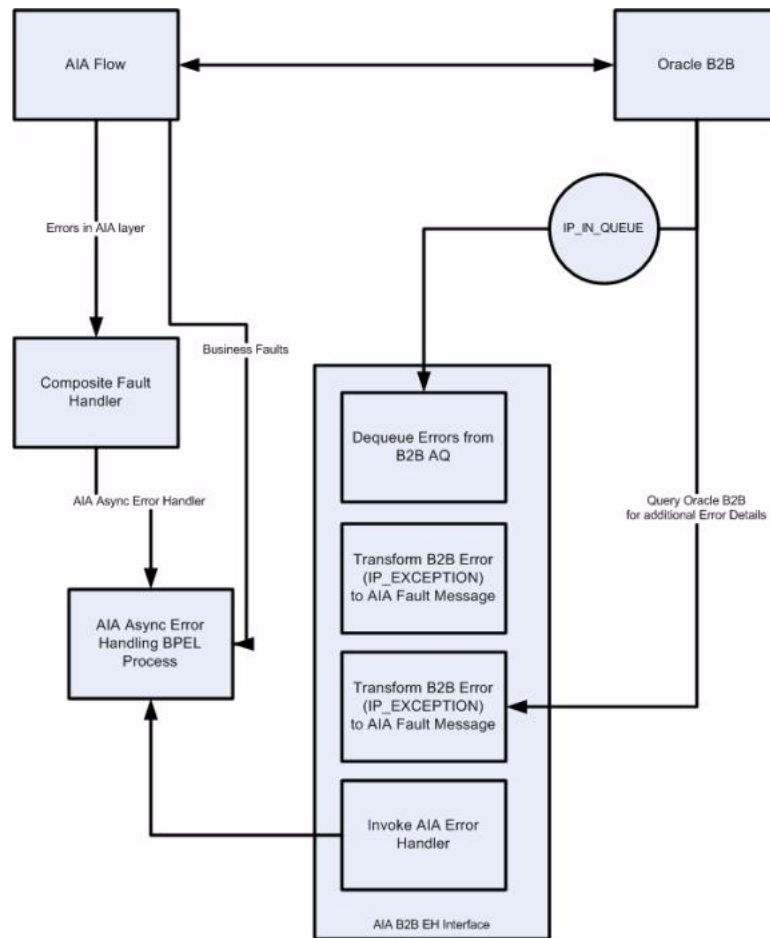 AIA Flow
Oracle B2B
Errors in AIA layer
IP_IN_QUEUE
Business Faults
Composite Fault
Handler
Dequeue Errors from
B2B AQ
AIA Async Error Handler
Query Oracle B2B
for additional Error Details
Transform B2B Error
(IP_EXCEPTION)
to AIA Fault Message
AIA Async Error
Handling BPEL
Process
Transform B2B Error
(IP_EXCEPTION)
to AIA Fault Message
Invoke AIA Error
Handler
AIA B2B EH Interface